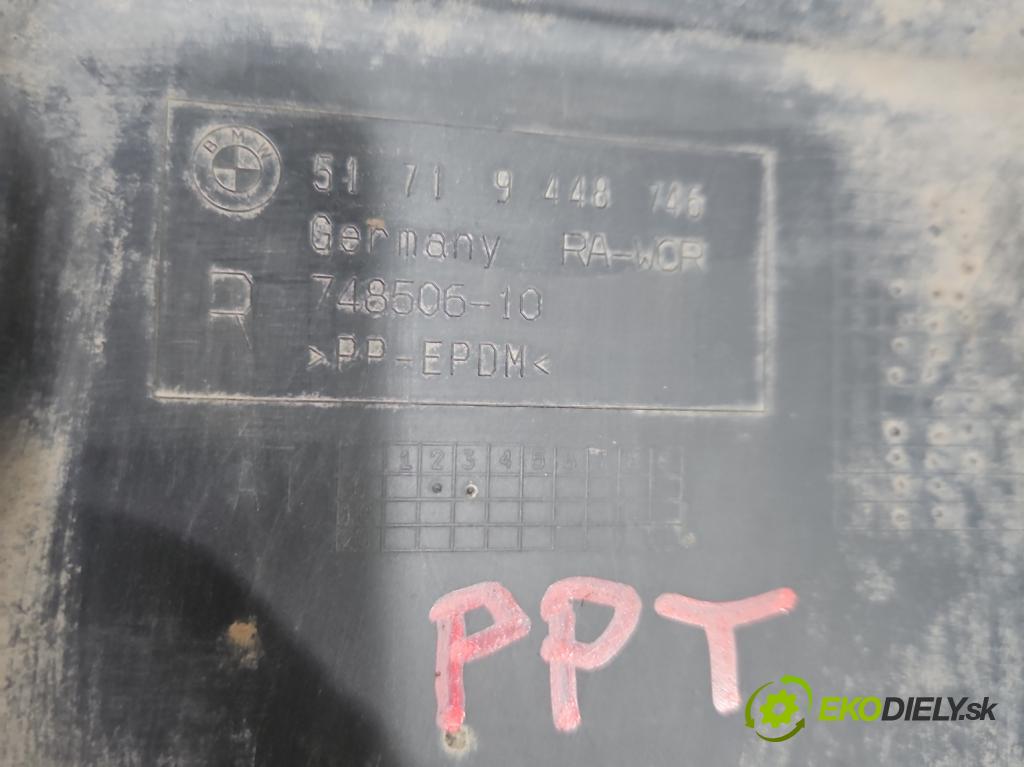 BMW
51 71 9 448 746
Germany RA-WOR
R 748506-10
>PP-EPDM<
1 2 3 4 5 6
PPT
EKODIELY.sk